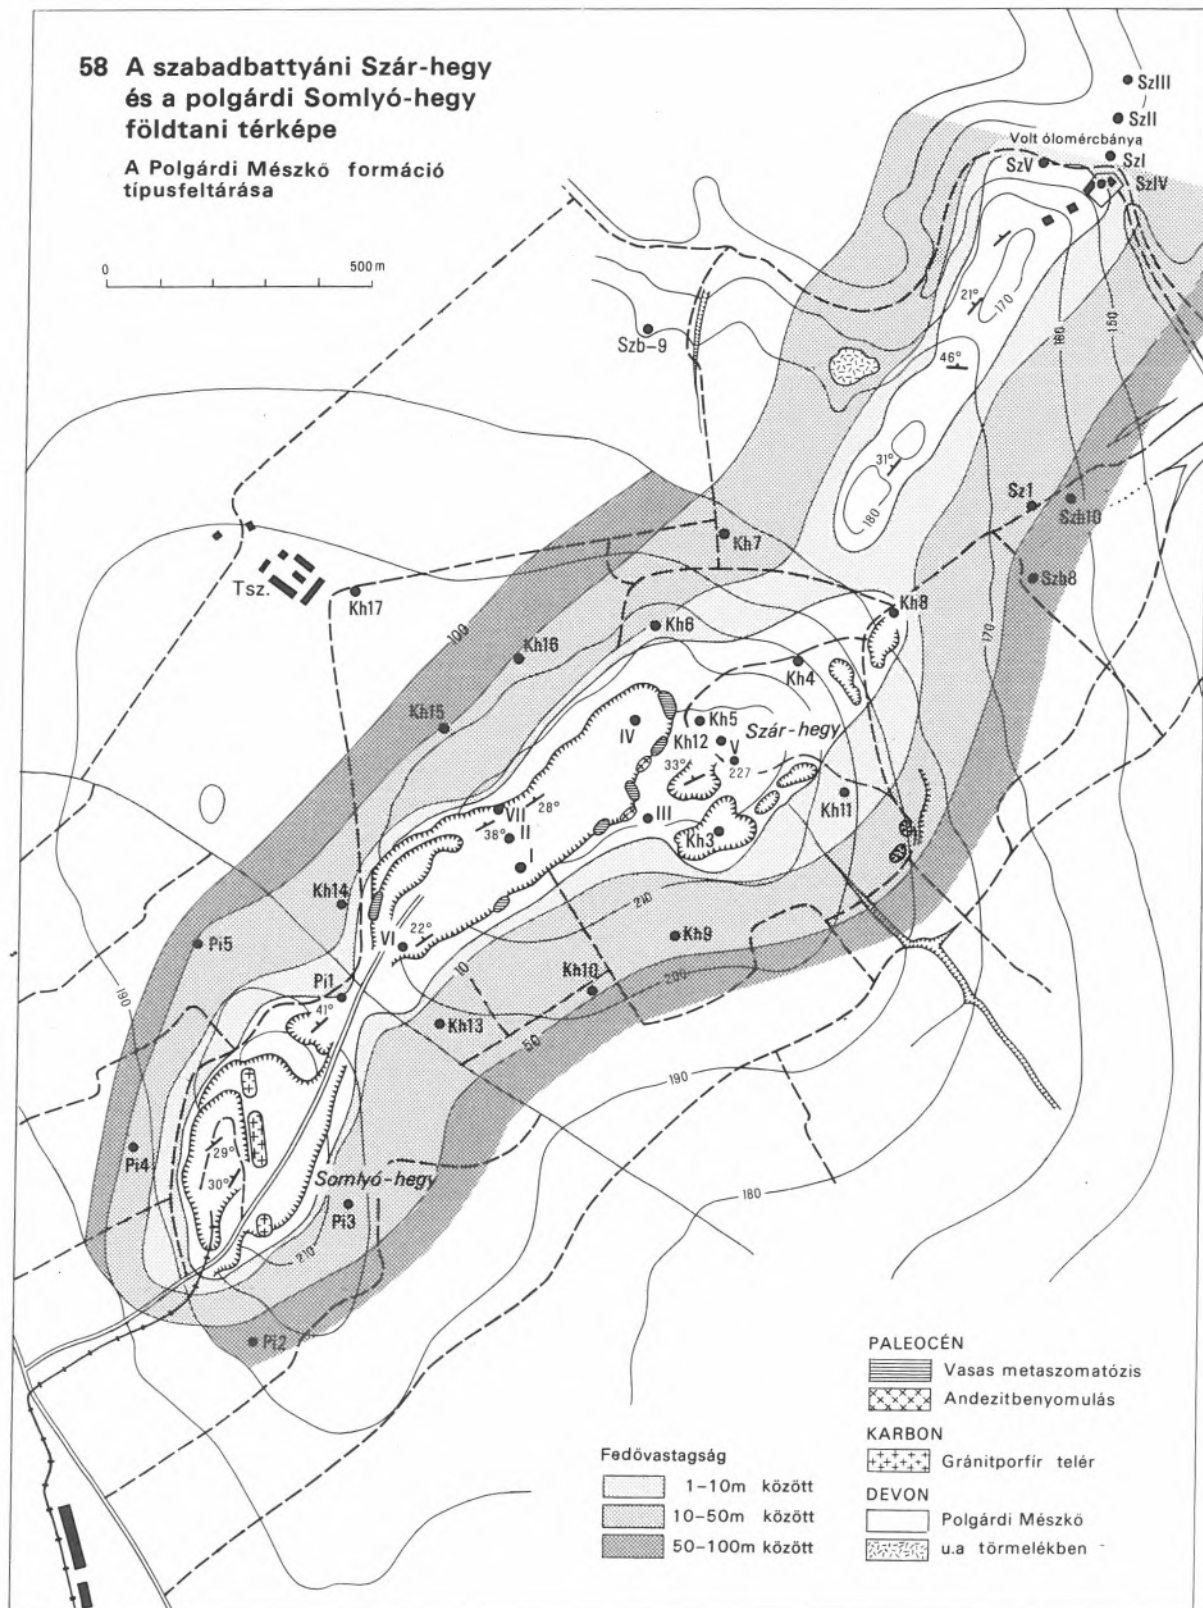 58 A szabadbattyáni Szár-hegy
és a polgárdi Somlyó-hegy
földtani térképe
A Polgárdi Mészkő formáció
típusfeltárása
0 500 m
SzIII
SzII
Volt ólomércbánya
SzI
SzV
SzIV
21°
170
180
150
Szb-9
46°
31°
180
Sz1
Szb10
Kh7
Szb8
Tsz.
Kh17
100
Kh8
Kh6
170
Kh16
Kh4
Kh15
IV
Kh5
Szár-hegy
Kh12
V
33°
227
28°
VII
III
Kh11
38°
II
Kh3
I
Kh14
210
VI
22°
Kh9
Pi5
10
200
190
Pi1
Kh10
41°
Kh13
50
190
29°
Pi4
30°
Somlyó-hegy
180
Pi3
210
Pi2
PALEOCÉN
Vasas metaszomatózis
Andezitbenyomulás
KARBON
Gránitporfír telér
DEVON
Polgárdi Mészkő
u.a törmelékben
Fedővastagság
1–10m között
10–50m között
50–100m között